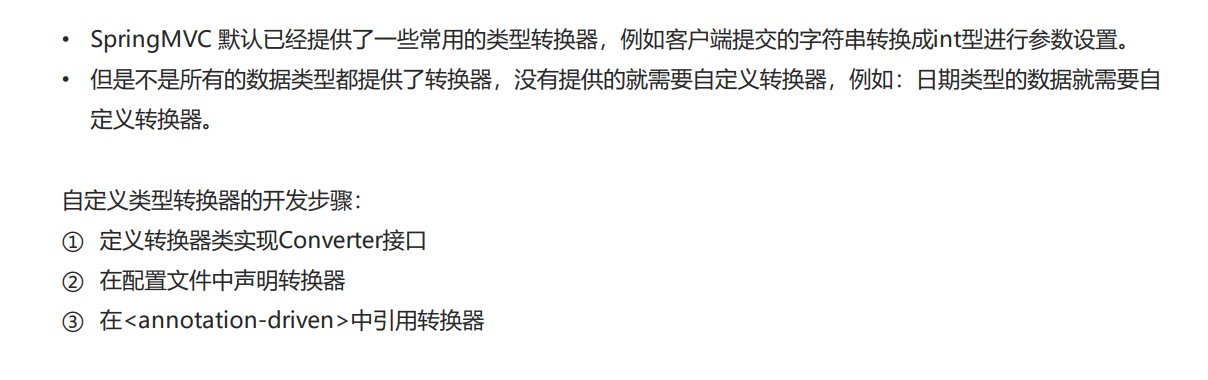 • SpringMVC 默认已经提供了一些常用的类型转换器，例如客户端提交的字符串转换成int型进行参数设置。
• 但是不是所有的数据类型都提供了转换器，没有提供的就需要自定义转换器，例如：日期类型的数据就需要自
定义转换器。
自定义类型转换器的开发步骤：
① 定义转换器类实现Converter接口
② 在配置文件中声明转换器
③ 在<annotation-driven>中引用转换器